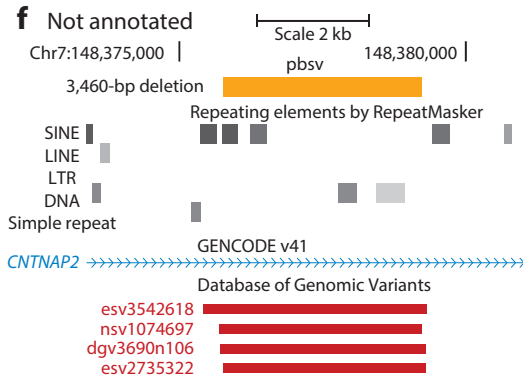 f Not annotated
Scale 2 kb
Chr7:148,375,000 148,380,000
pbsv
3,460-bp deletion
Repeating elements by RepeatMasker
SINE
LINE
LTR
DNA
Simple repeat
GENCODE v41
CNTNAP2
Database of Genomic Variants
esv3542618
nsv1074697
dgv3690n106
esv2735322